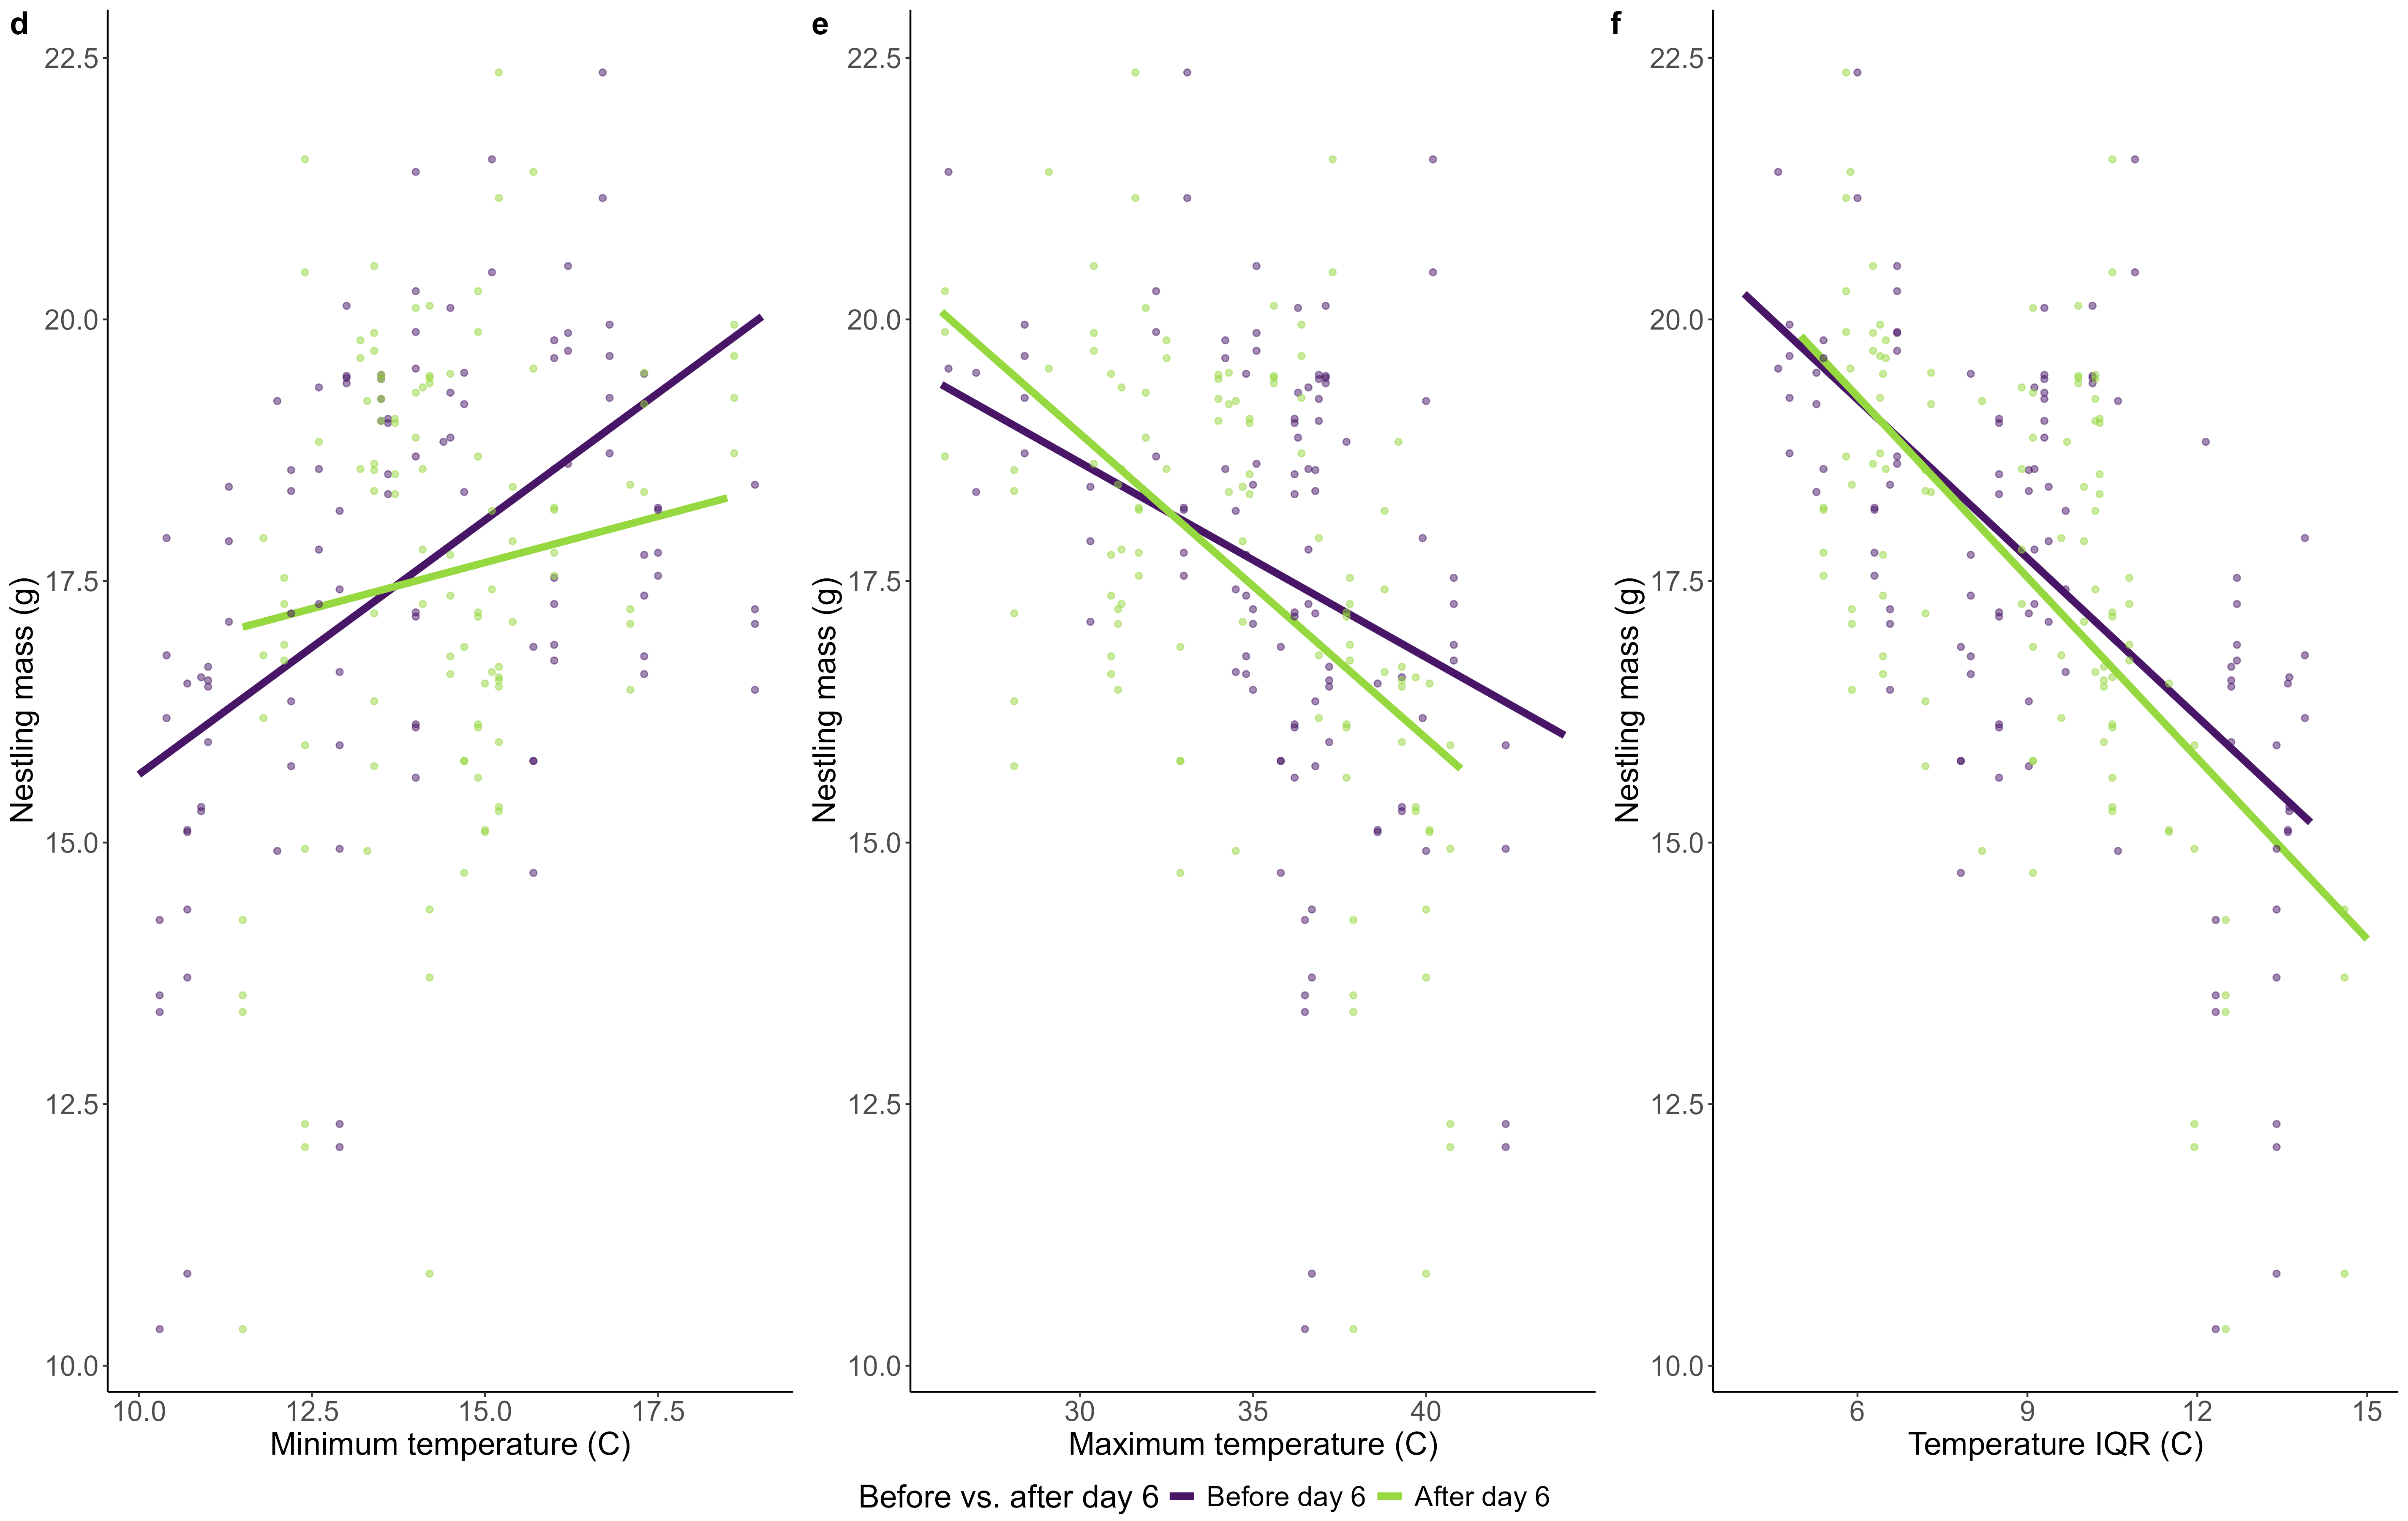 d
22.5
20.0
17.5
15.0
12.5
10.0
Nestling mass (g)
10.0 12.5 15.0 17.5
Minimum temperature (C)
e
22.5
20.0
17.5
15.0
12.5
10.0
Nestling mass (g)
30 35 40
Maximum temperature (C)
f
22.5
20.0
17.5
15.0
12.5
10.0
Nestling mass (g)
6 9 12 15
Temperature IQR (C)
Before vs. after day 6 Before day 6 After day 6